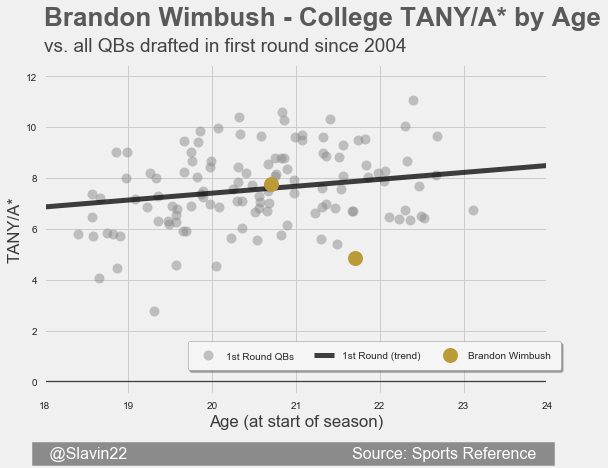 Brandon Wimbush - College TANY/A* by Age
vs. all QBs drafted in first round since 2004
12
10
8
6
4
2
0
TANY/A*
1st Round QBs
1st Round (trend)
Brandon Wimbush
18
19
20
21
22
23
24
Age (at start of season)
@Slavin22
Source: Sports Reference